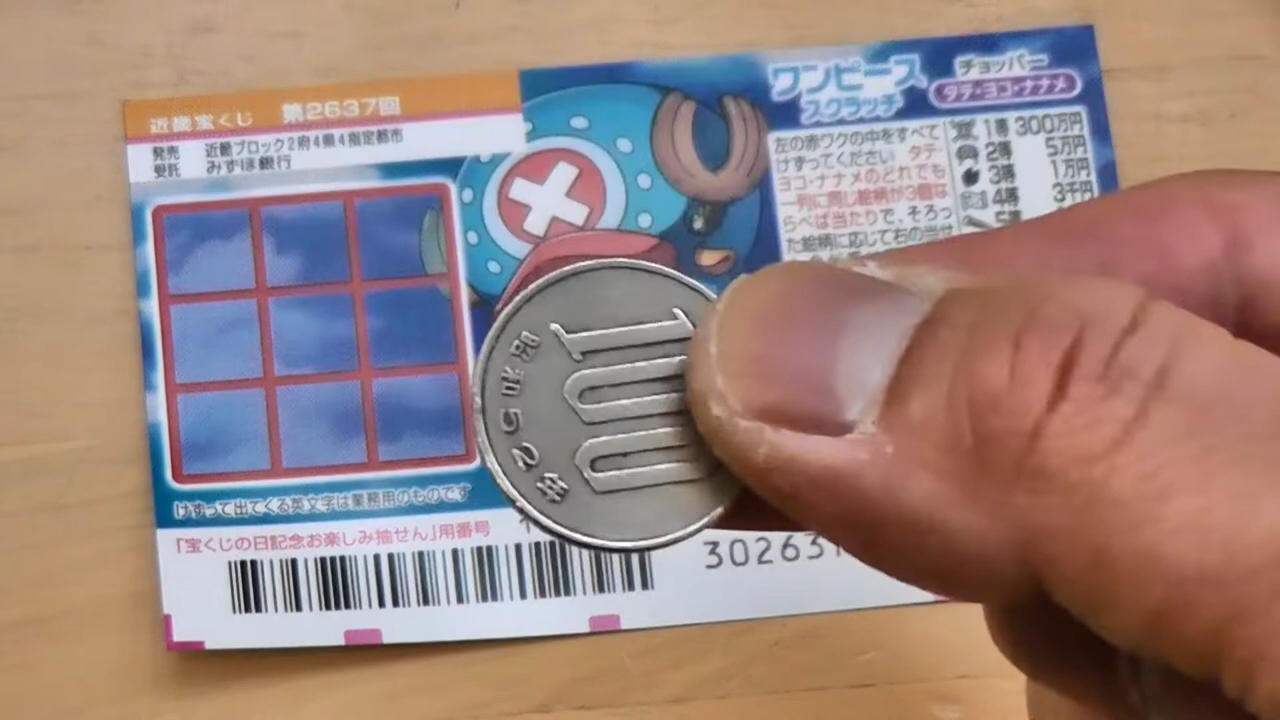 近畿宝くじ 第2637回
発売 近畿ブロック2府4県4指定都市
受託 みずほ銀行
ワンピース
スクラッチ
チョッパー
タテ・ヨコ・ナナメ
左の赤ワクの中をすべて
けずってください タテ・
ヨコ・ナナメのどれでも
一列に同じ絵柄が3個な
らべば当たりで、そろっ
た絵柄に応じて右の当せ
1等 300万円
2等 5万円
3等 1万円
4等 3千円
5等
100
昭和52年
けずって出てくる英文字は業務用のものです
「宝くじの日記念お楽しみ抽せん」用番号
30263